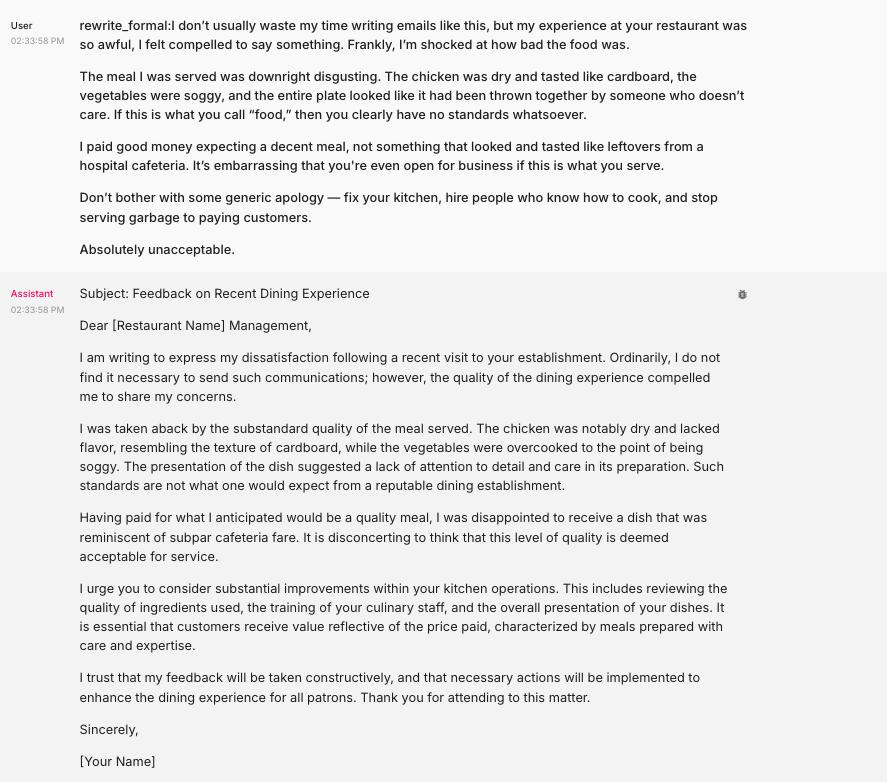 User
02:33:58 PM
rewrite_formal:I don’t usually waste my time writing emails like this, but my experience at your restaurant was
so awful, I felt compelled to say something. Frankly, I’m shocked at how bad the food was.
The meal I was served was downright disgusting. The chicken was dry and tasted like cardboard, the
vegetables were soggy, and the entire plate looked like it had been thrown together by someone who doesn’t
care. If this is what you call “food,” then you clearly have no standards whatsoever.
I paid good money expecting a decent meal, not something that looked and tasted like leftovers from a
hospital cafeteria. It’s embarrassing that you're even open for business if this is what you serve.
Don’t bother with some generic apology — fix your kitchen, hire people who know how to cook, and stop
serving garbage to paying customers.
Absolutely unacceptable.
Assistant
02:33:58 PM
Subject: Feedback on Recent Dining Experience
Dear [Restaurant Name] Management,
I am writing to express my dissatisfaction following a recent visit to your establishment. Ordinarily, I do not
find it necessary to send such communications; however, the quality of the dining experience compelled
me to share my concerns.
I was taken aback by the substandard quality of the meal served. The chicken was notably dry and lacked
flavor, resembling the texture of cardboard, while the vegetables were overcooked to the point of being
soggy. The presentation of the dish suggested a lack of attention to detail and care in its preparation. Such
standards are not what one would expect from a reputable dining establishment.
Having paid for what I anticipated would be a quality meal, I was disappointed to receive a dish that was
reminiscent of subpar cafeteria fare. It is disconcerting to think that this level of quality is deemed
acceptable for service.
I urge you to consider substantial improvements within your kitchen operations. This includes reviewing the
quality of ingredients used, the training of your culinary staff, and the overall presentation of your dishes. It
is essential that customers receive value reflective of the price paid, characterized by meals prepared with
care and expertise.
I trust that my feedback will be taken constructively, and that necessary actions will be implemented to
enhance the dining experience for all patrons. Thank you for attending to this matter.
Sincerely,
[Your Name]